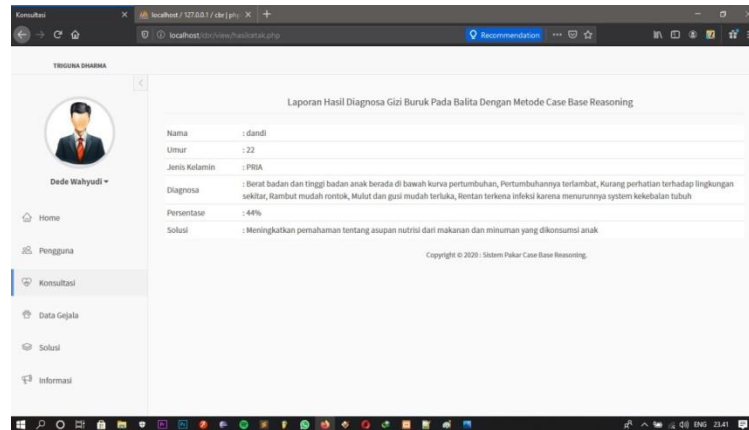 Konsultasi
localhost / 127.0.0.1 / cbr | php
localhost/cbr/view/hasilcetak.php
Recommendation
TRIGUNA DHARMA
Dede Wahyudi
Home
Pengguna
Konsultasi
Data Gejala
Solusi
Informasi
Laporan Hasil Diagnosa Gizi Buruk Pada Balita Dengan Metode Case Base Reasoning
Nama : dandi
Umur : 22
Jenis Kelamin : PRIA
Diagnosa : Berat badan dan tinggi badan anak berada di bawah kurva pertumbuhan, Pertumbuhannya terlambat, Kurang perhatian terhadap lingkungan
sekitar, Rambut mudah rontok, Mulut dan gusi mudah terluka, Rentan terkena infeksi karena menurunnya system kekebalan tubuh
Persentase : 44%
Solusi : Meningkatkan pemahaman tentang asupan nutrisi dari makanan dan minuman yang dikonsumsi anak
Copyright © 2020 : Sistem Pakar Case Base Reasoning.
ENG 23.41